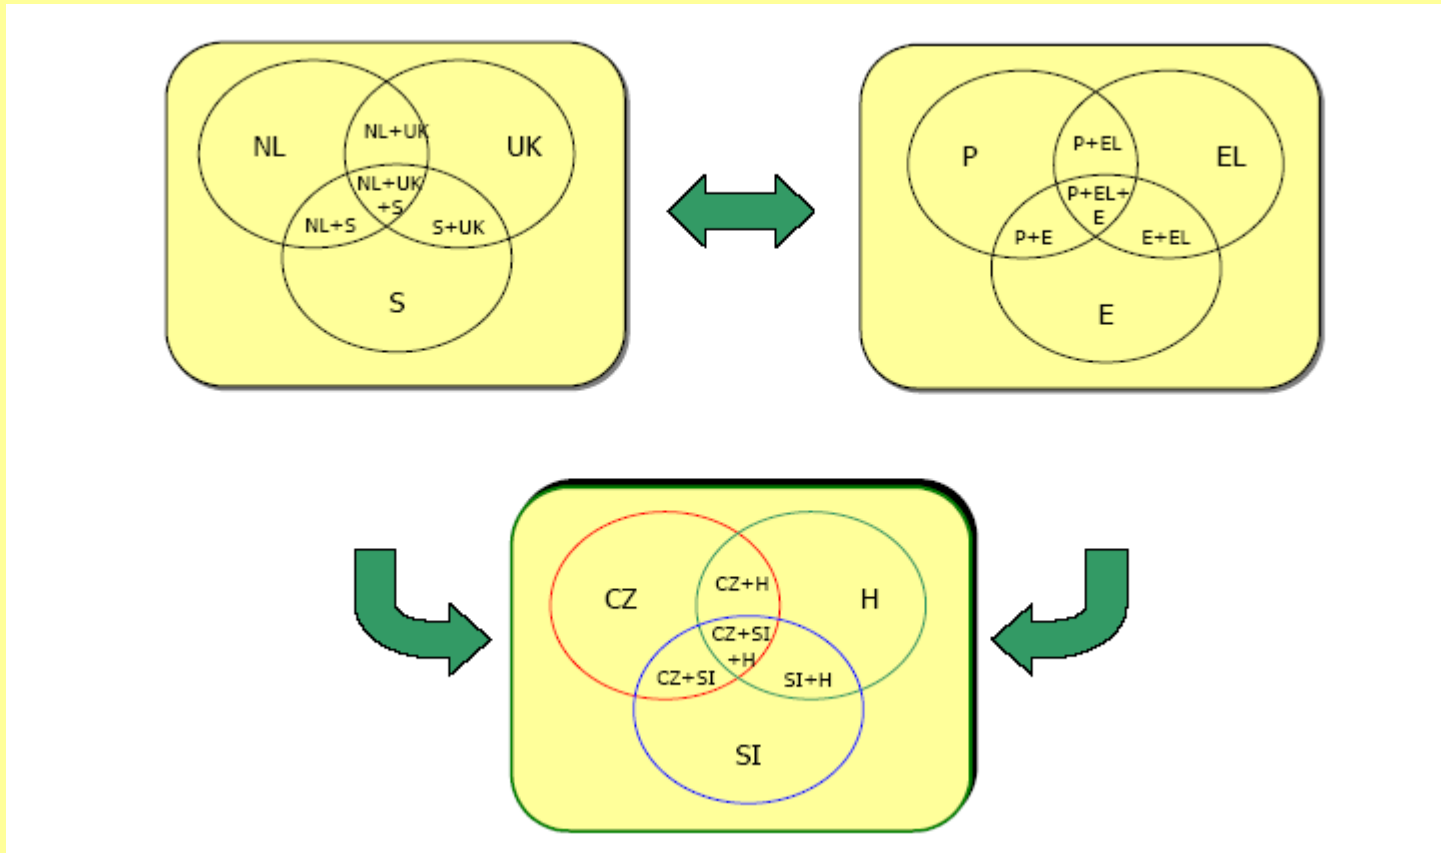 NL
NL+UK
UK
NL+UK
+S
NL+S
S+UK
S
P
P+EL
EL
P+EL+
E
P+E
E+EL
E
CZ
CZ+H
H
CZ+SI
+H
CZ+SI
SI+H
SI